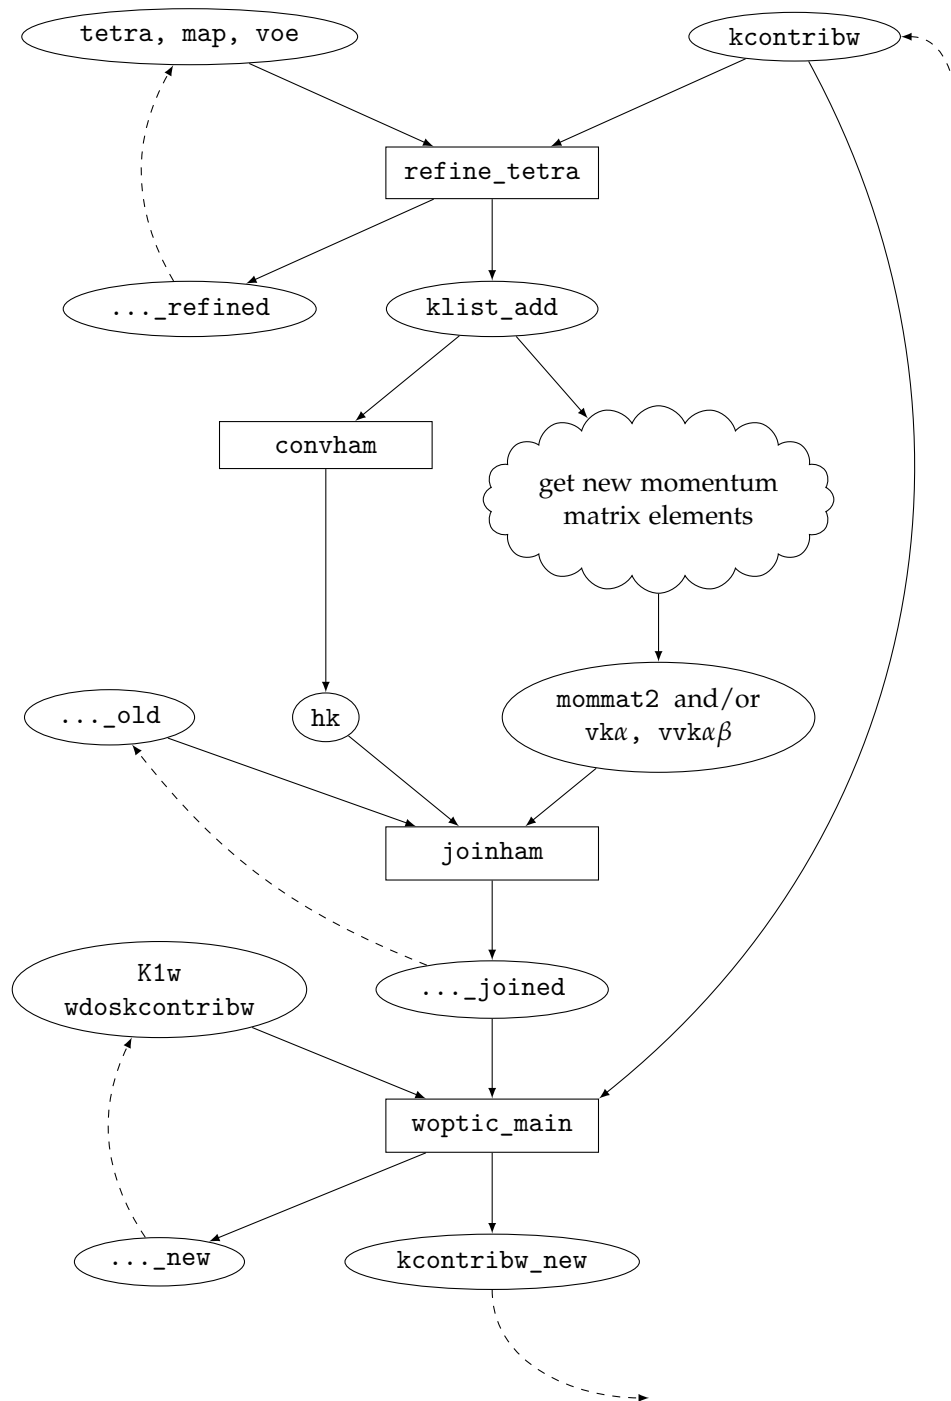 tetra, map, voe
kcontribw
refine_tetra
..._refined
klist_add
convham
get new momentum
matrix elements
..._old
hk
mommat2 and/or
vkα, vvkαβ
joinham
K1w
wdoskcontribw
..._joined
woptic_main
..._new
kcontribw_new